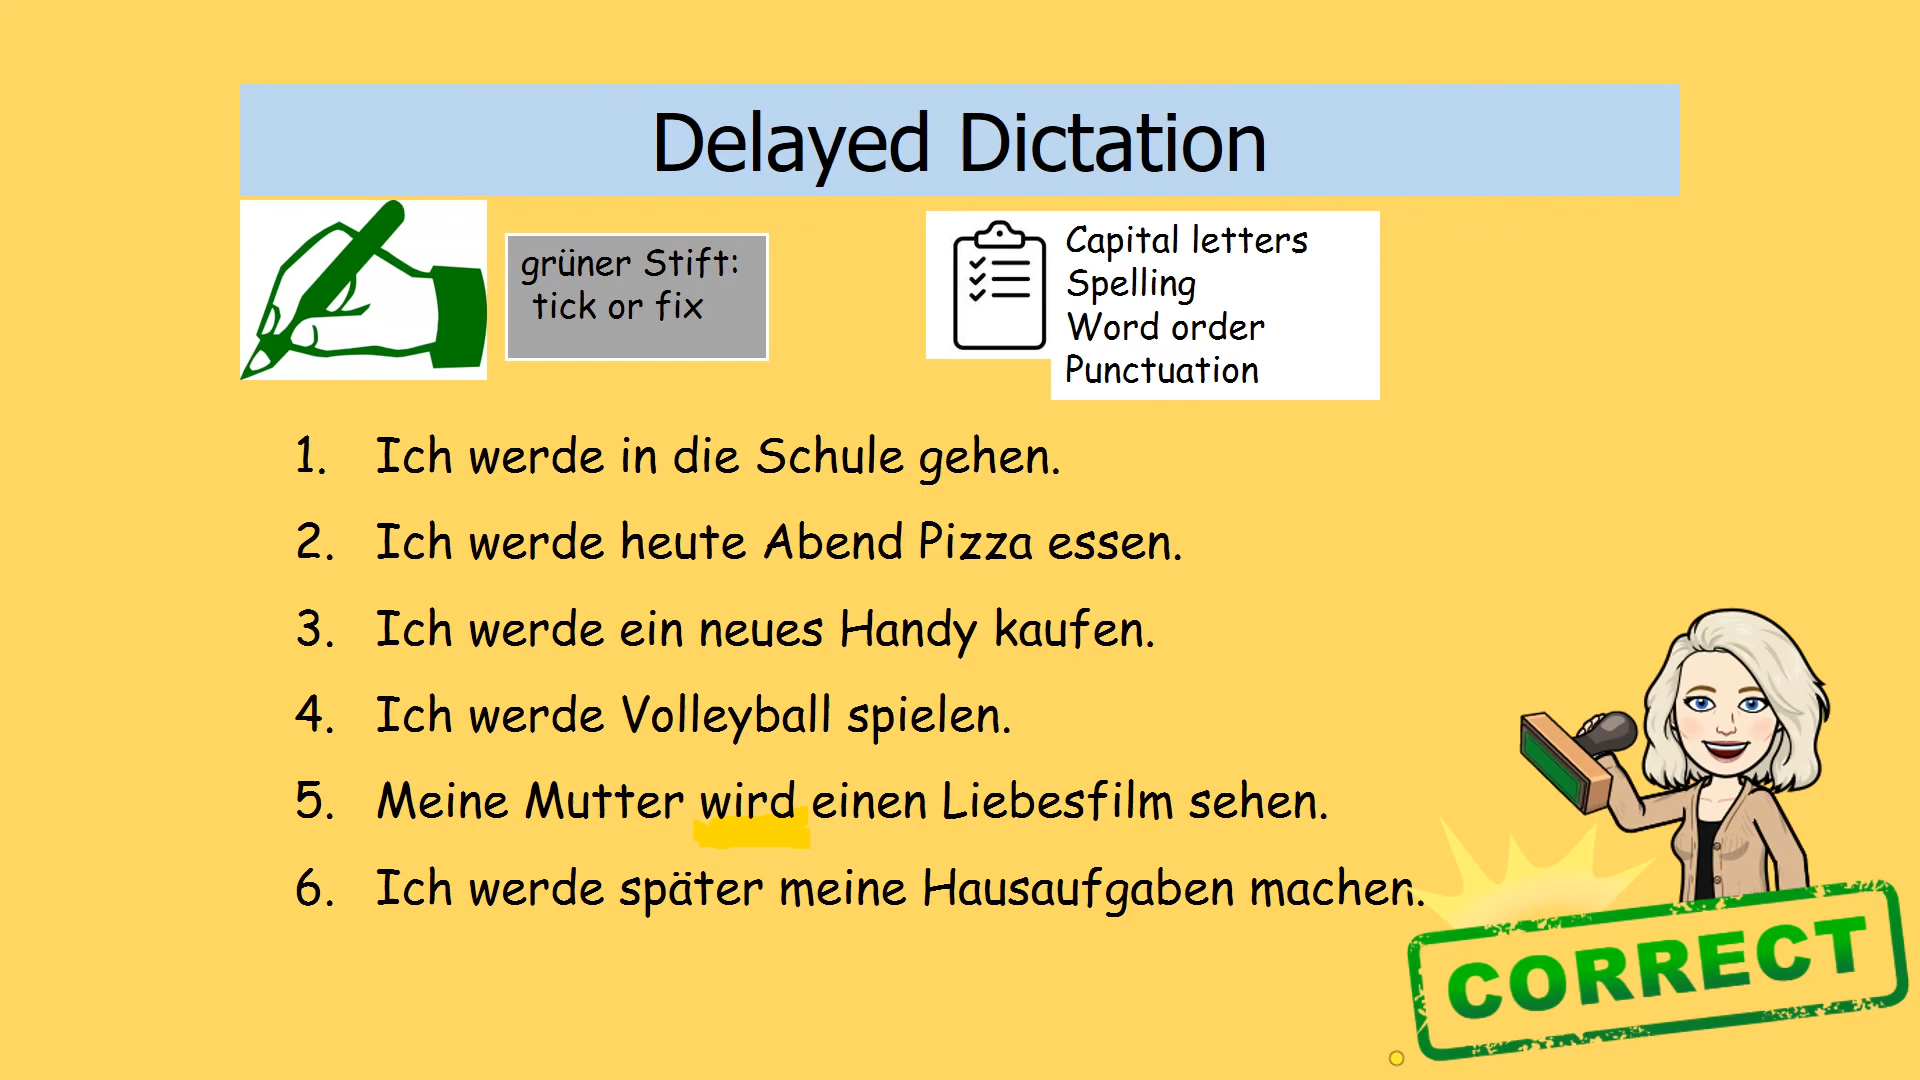 Delayed Dictation
grüner Stift:
tick or fix
Capital letters
Spelling
Word order
Punctuation
1. Ich werde in die Schule gehen.
2. Ich werde heute Abend Pizza essen.
3. Ich werde ein neues Handy kaufen.
4. Ich werde Volleyball spielen.
5. Meine Mutter wird einen Liebesfilm sehen.
6. Ich werde später meine Hausaufgaben machen.
CORRECT